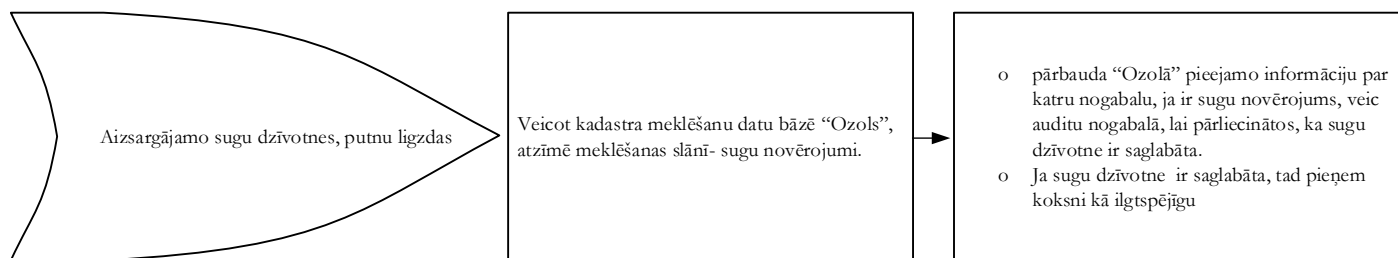 Aizsargājamo sugu dzīvotnes, putnu ligzdas
Veicot kadastra meklēšanu datu bāzē “Ozols”,
atzīmē meklēšanas slānī- sugu novērojumi.
o pārbauda “Ozolā” pieejamo informāciju par
katru nogabalu, ja ir sugu novērojums, veic
auditu nogabalā, lai pārliecinātos, ka sugu
dzīvotne ir saglabāta.
o Ja sugu dzīvotne ir saglabāta, tad pieņem
koksni kā ilgtspējīgu